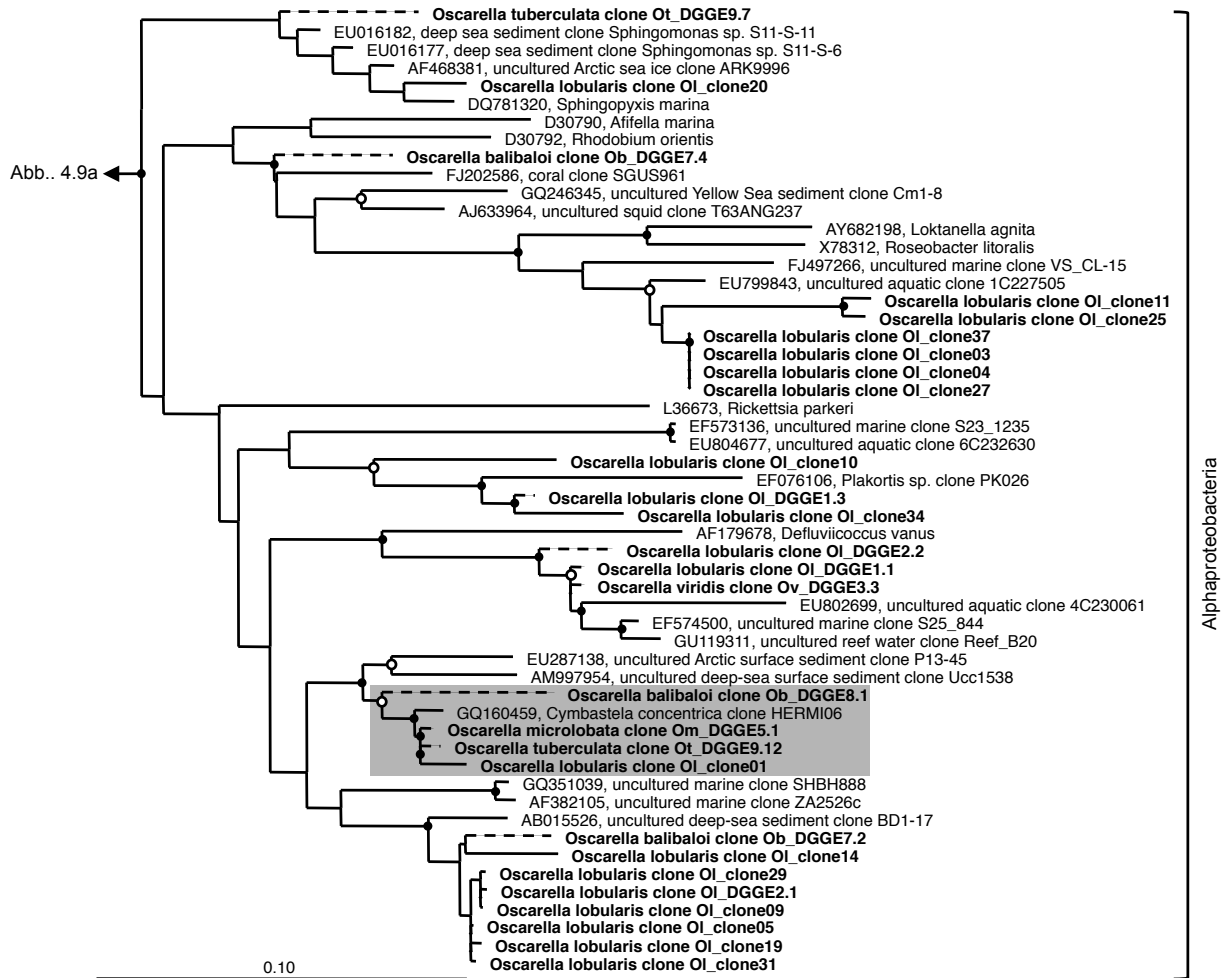 Oscarella tuberculata clone Ot_DGGE9.7
EU016182, deep sea sediment clone Sphingomonas sp. S11-S-11
EU016177, deep sea sediment clone Sphingomonas sp. S11-S-6
AF468381, uncultured Arctic sea ice clone ARK9996
Oscarella lobularis clone Ol_clone20
DQ781320, Sphingopyxis marina
D30790, Afifella marina
D30792, Rhodobium orientis
Oscarella balibaloi clone Ob_DGGE7.4
Abb.. 4.9a
FJ202586, coral clone SGUS961
GQ246345, uncultured Yellow Sea sediment clone Cm1-8
AJ633964, uncultured squid clone T63ANG237
AY682198, Loktanella agnita
X78312, Roseobacter litoralis
FJ497266, uncultured marine clone VS_CL-15
EU799843, uncultured aquatic clone 1C227505
Oscarella lobularis clone Ol_clone11
Oscarella lobularis clone Ol_clone25
Oscarella lobularis clone Ol_clone37
Oscarella lobularis clone Ol_clone03
Oscarella lobularis clone Ol_clone04
Oscarella lobularis clone Ol_clone27
L36673, Rickettsia parkeri
EF573136, uncultured marine clone S23_1235
EU804677, uncultured aquatic clone 6C232630
Oscarella lobularis clone Ol_clone10
EF076106, Plakortis sp. clone PK026
Oscarella lobularis clone Ol_DGGE1.3
Oscarella lobularis clone Ol_clone34
AF179678, Defluviicoccus vanus
Oscarella lobularis clone Ol_DGGE2.2
Oscarella lobularis clone Ol_DGGE1.1
Oscarella viridis clone Ov_DGGE3.3
EU802699, uncultured aquatic clone 4C230061
EF574500, uncultured marine clone S25_844
GU119311, uncultured reef water clone Reef_B20
EU287138, uncultured Arctic surface sediment clone P13-45
AM997954, uncultured deep-sea surface sediment clone Ucc1538
Oscarella balibaloi clone Ob_DGGE8.1
GQ160459, Cymbastela concentrica clone HERMI06
Oscarella microlobata clone Om_DGGE5.1
Oscarella tuberculata clone Ot_DGGE9.12
Oscarella lobularis clone Ol_clone01
GQ351039, uncultured marine clone SHBH888
AF382105, uncultured marine clone ZA2526c
AB015526, uncultured deep-sea sediment clone BD1-17
Oscarella balibaloi clone Ob_DGGE7.2
Oscarella lobularis clone Ol_clone14
Oscarella lobularis clone Ol_clone29
Oscarella lobularis clone Ol_DGGE2.1
Oscarella lobularis clone Ol_clone09
Oscarella lobularis clone Ol_clone05
Oscarella lobularis clone Ol_clone19
Oscarella lobularis clone Ol_clone31
0.10
Alphaproteobacteria